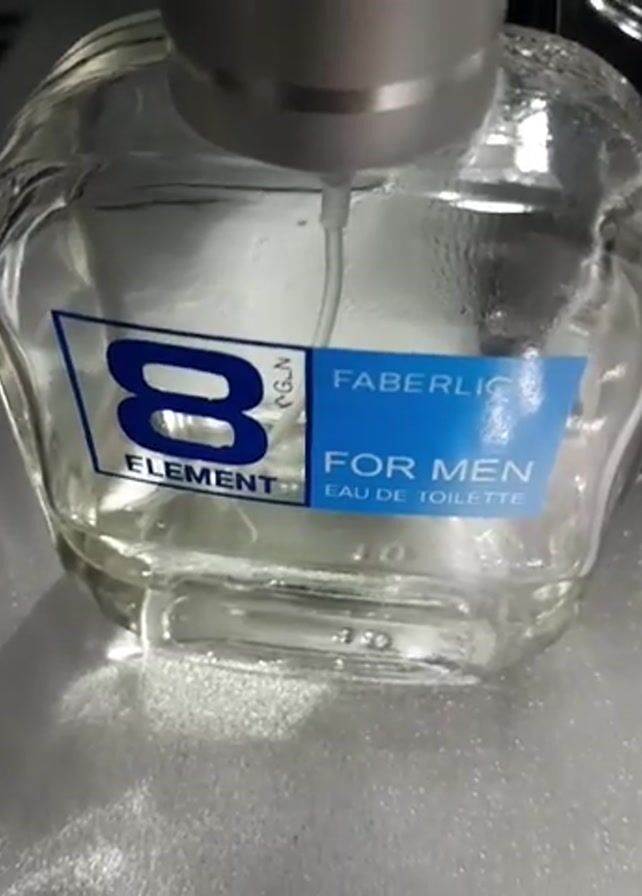 8
ELEMENT
FABERLIC
FOR MEN
EAU DE TOILETTE